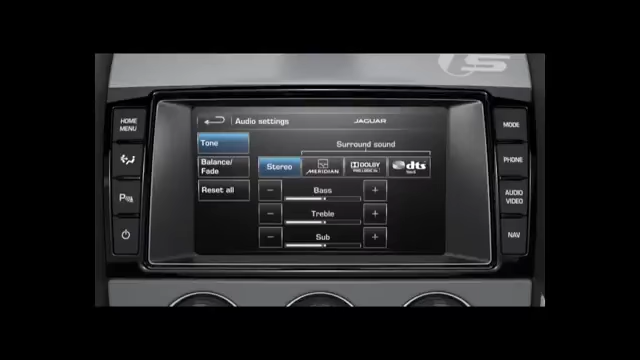 S
Audio settings
JAGUAR
HOME
MENU
MODE
Tone
Surround sound
PHONE
Balance/
Fade
Stereo
MERIDIAN
DOLBY
dts
Reset all
Bass
AUDIO
VIDEO
Treble
NAV
Sub